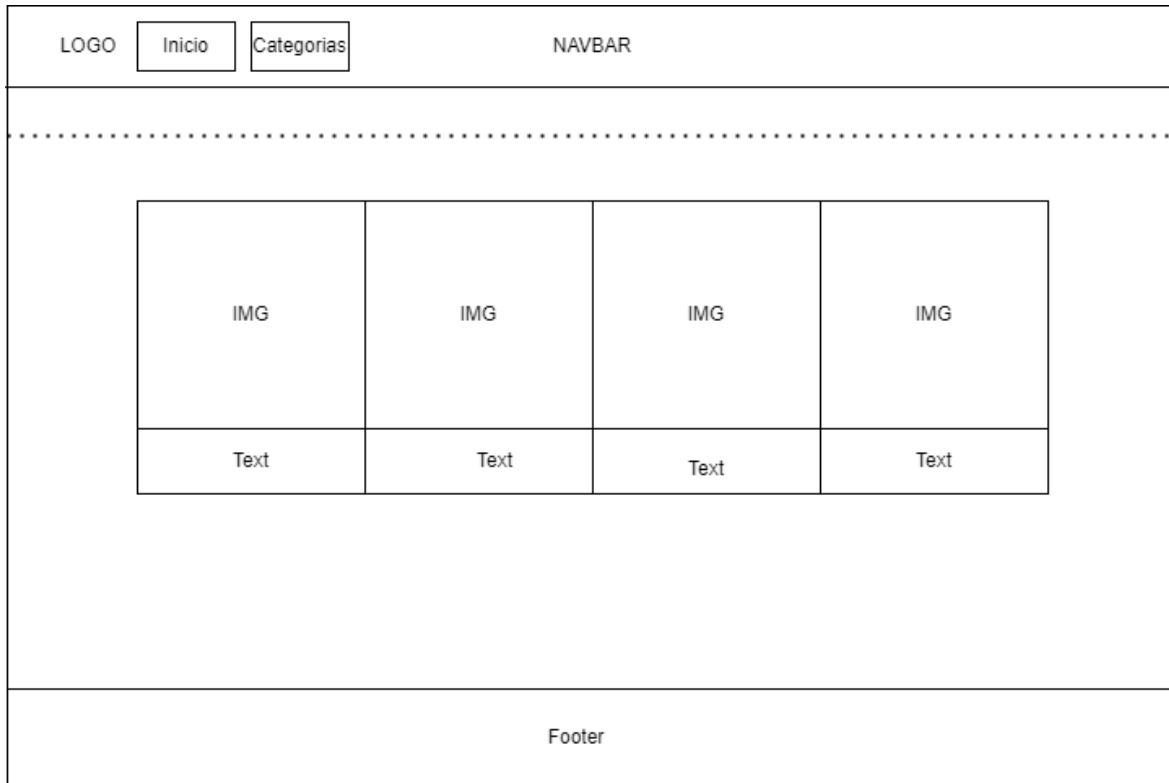 LOGO Inicio Categorias NAVBAR
IMG IMG IMG IMG
Text Text Text Text
Footer